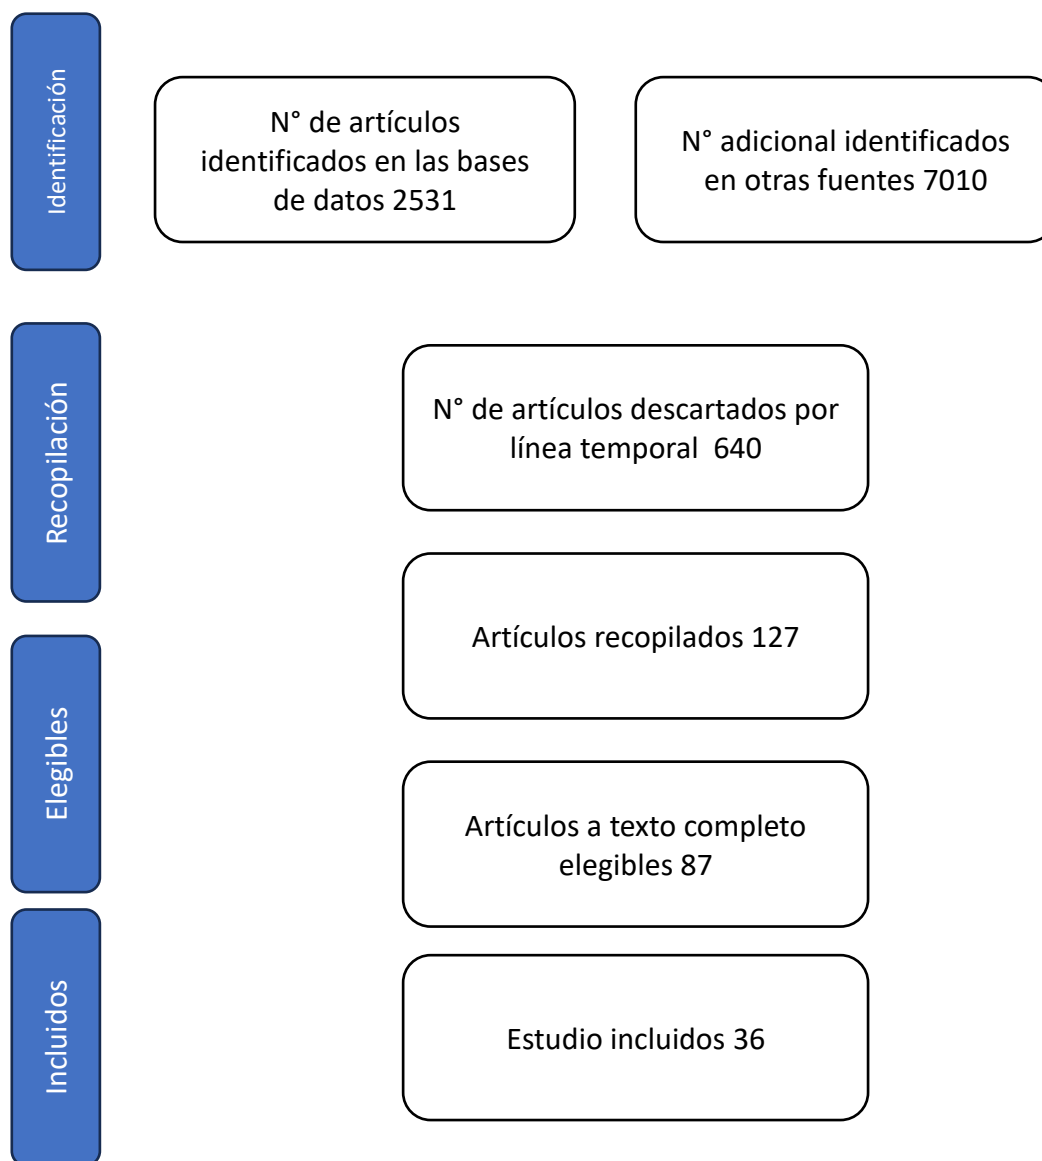 Identificación
N° de artículos
identificados en las bases
de datos 2531
N° adicional identificados
en otras fuentes 7010
Recopilación
N° de artículos descartados por
línea temporal  640
Artículos recopilados 127
Elegibles
Artículos a texto completo
elegibles 87
Incluidos
Estudio incluidos 36